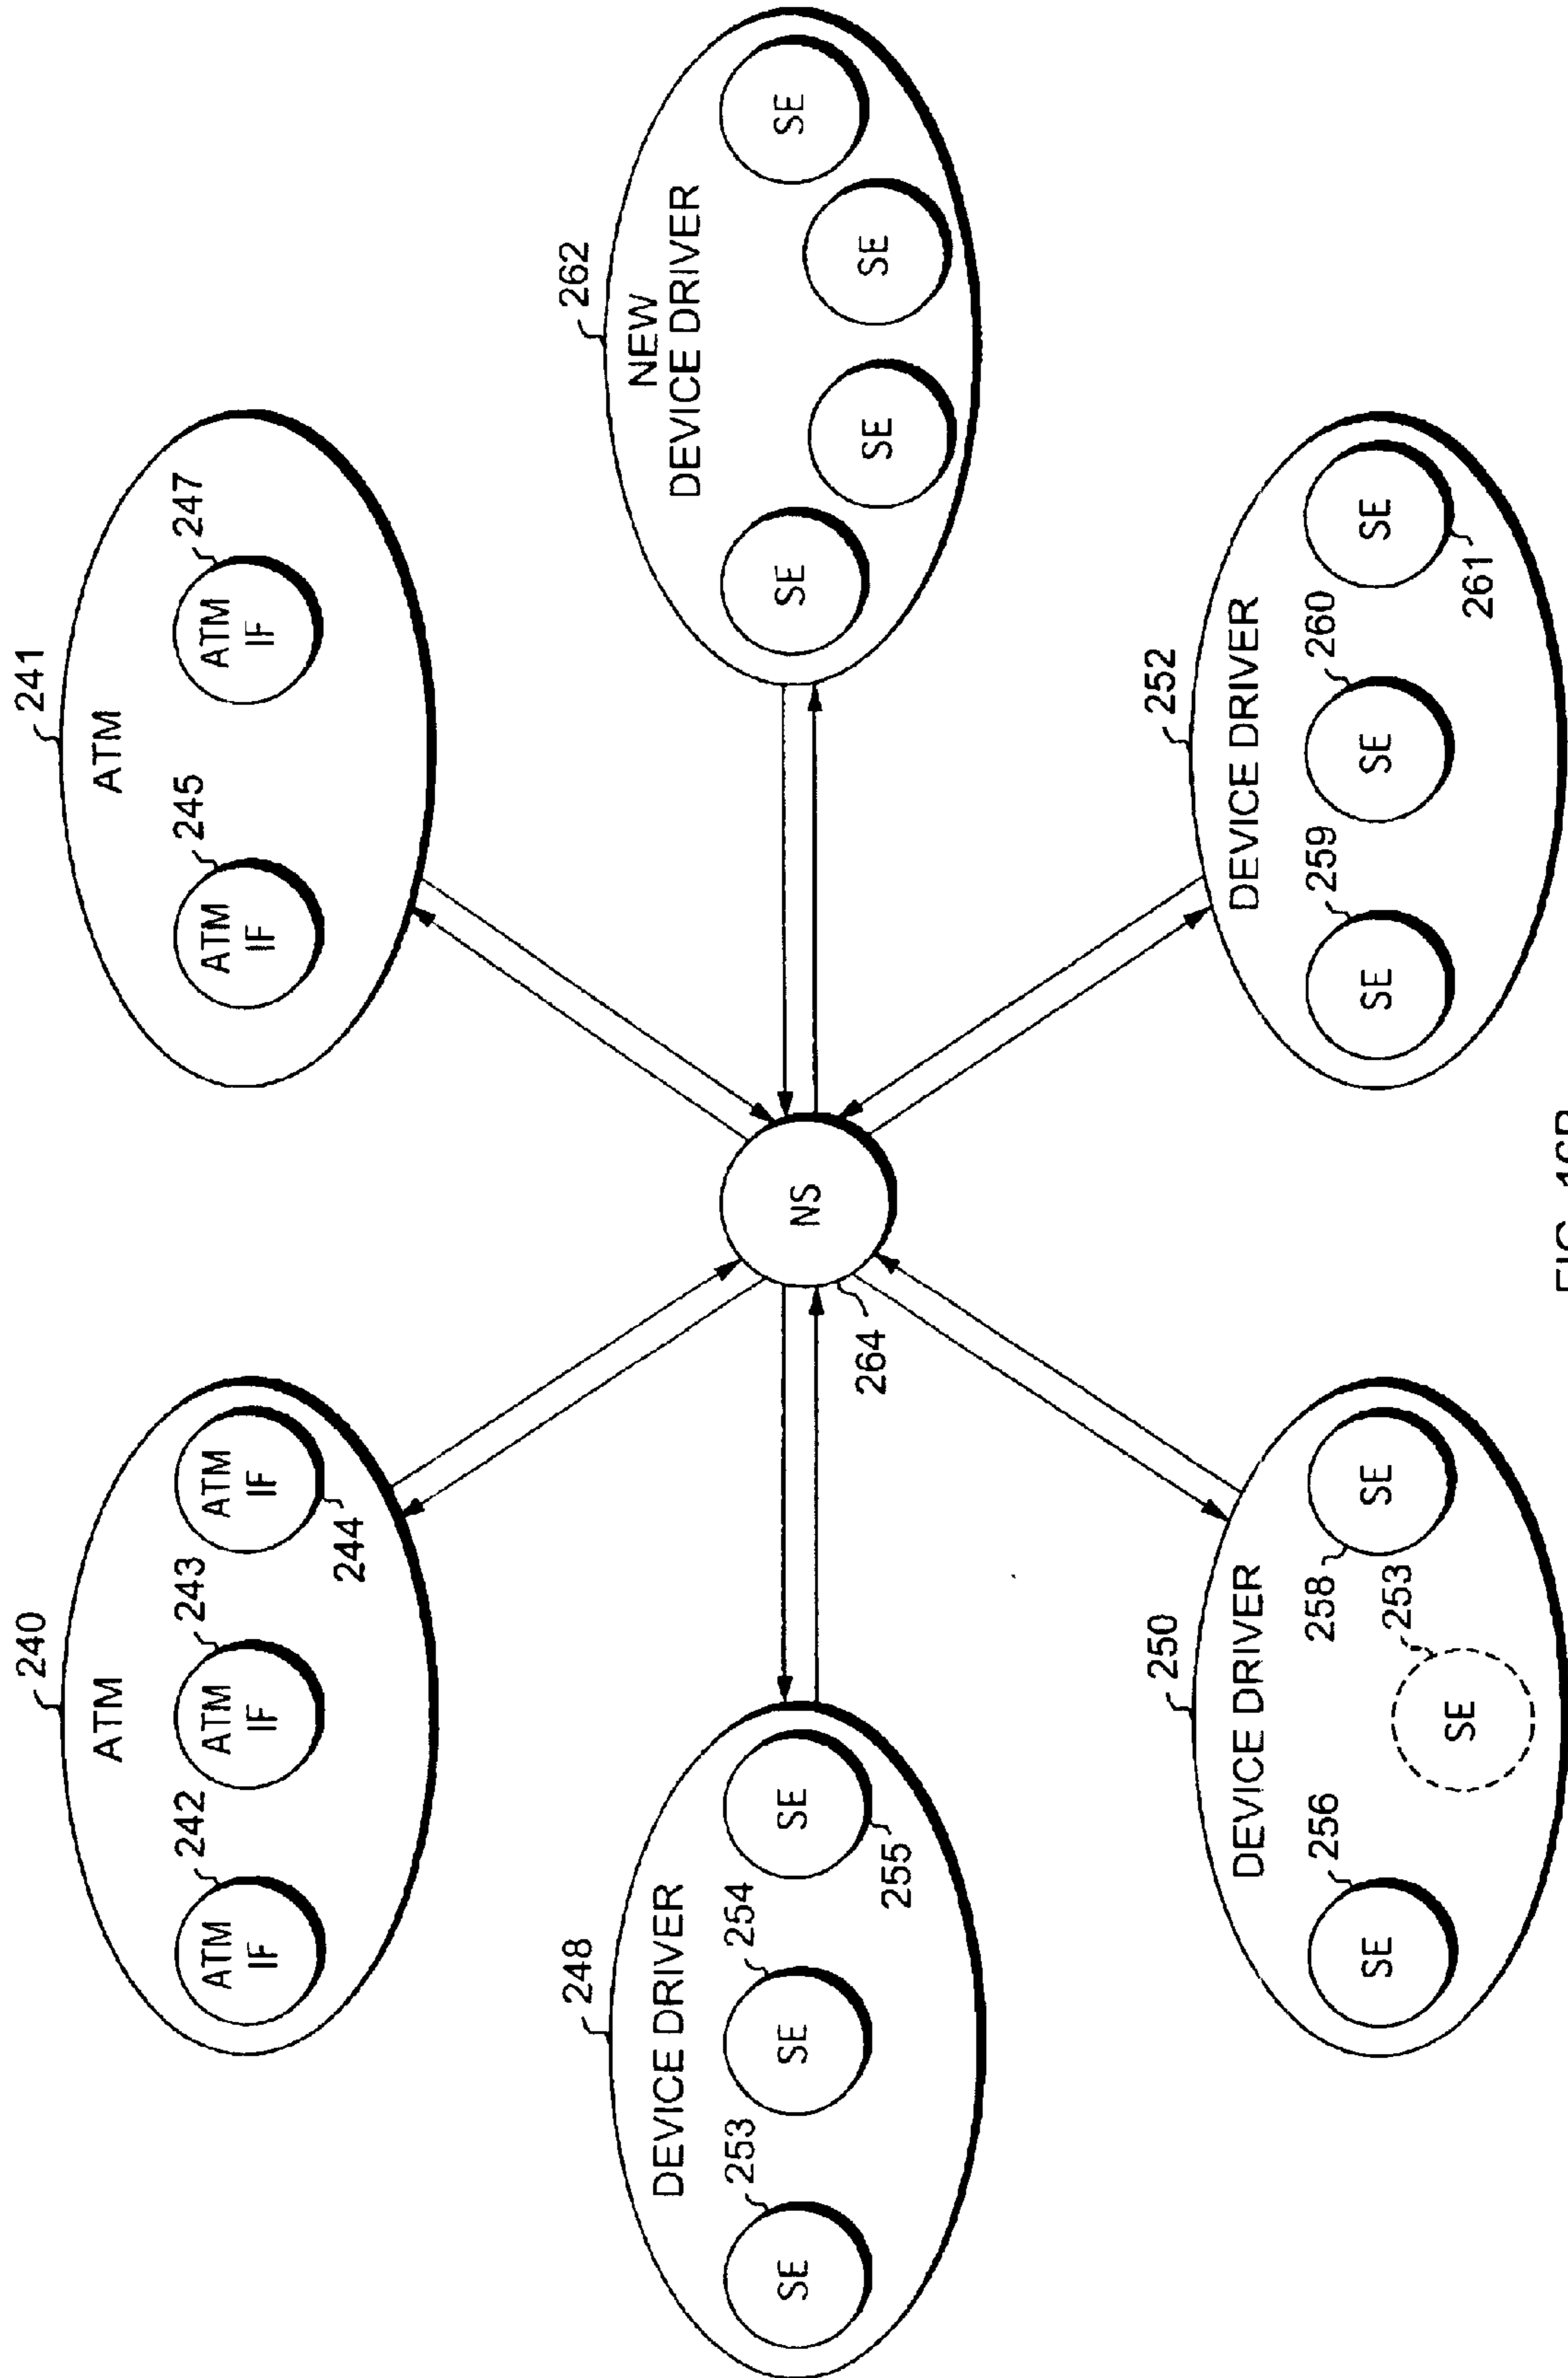 240
ATM
242
243
244
ATM
IF
ATM
IF
ATM
IF
241
ATM
245
247
ATM
IF
ATM
IF
248
DEVICE DRIVER
253
254
255
SE
SE
SE
NS
264
262
NEW
DEVICE DRIVER
SE
SE
SE
SE
250
DEVICE DRIVER
256
258
253
SE
SE
SE
252
DEVICE DRIVER
259
260
261
SE
SE
SE
FIG.